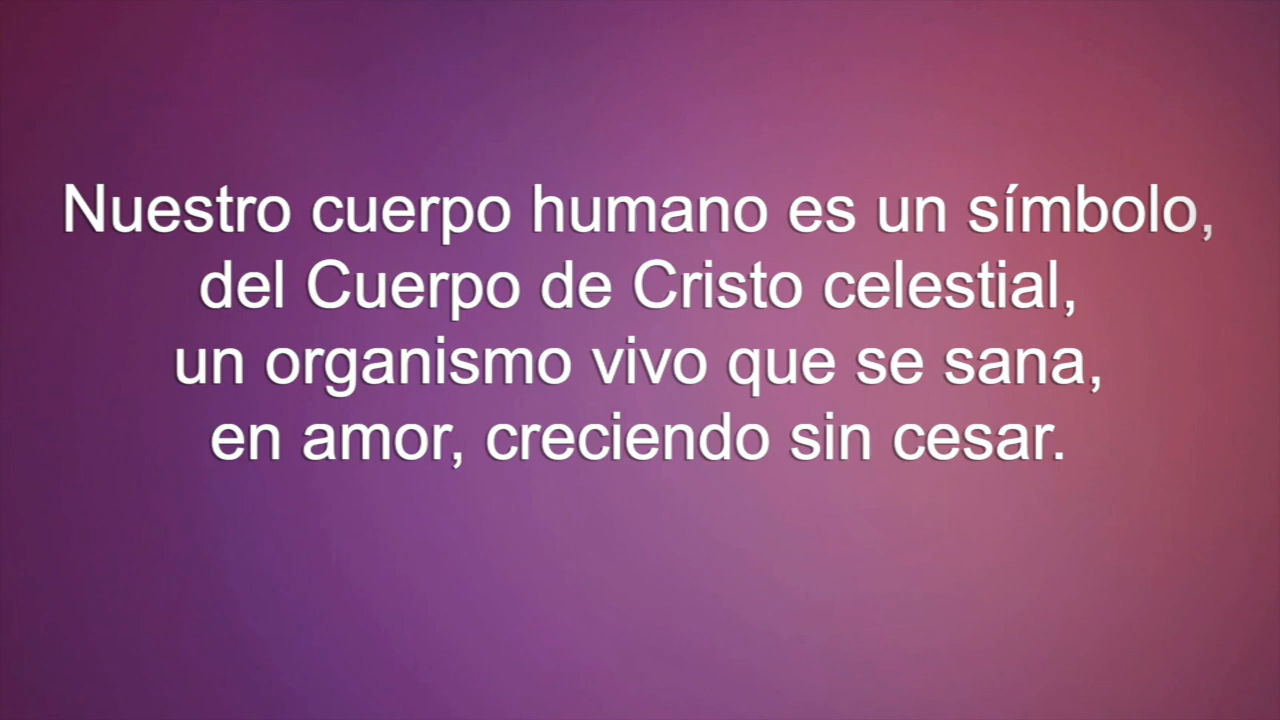 Nuestro cuerpo humano es un símbolo,
del Cuerpo de Cristo celestial,
un organismo vivo que se sana,
en amor, creciendo sin cesar.